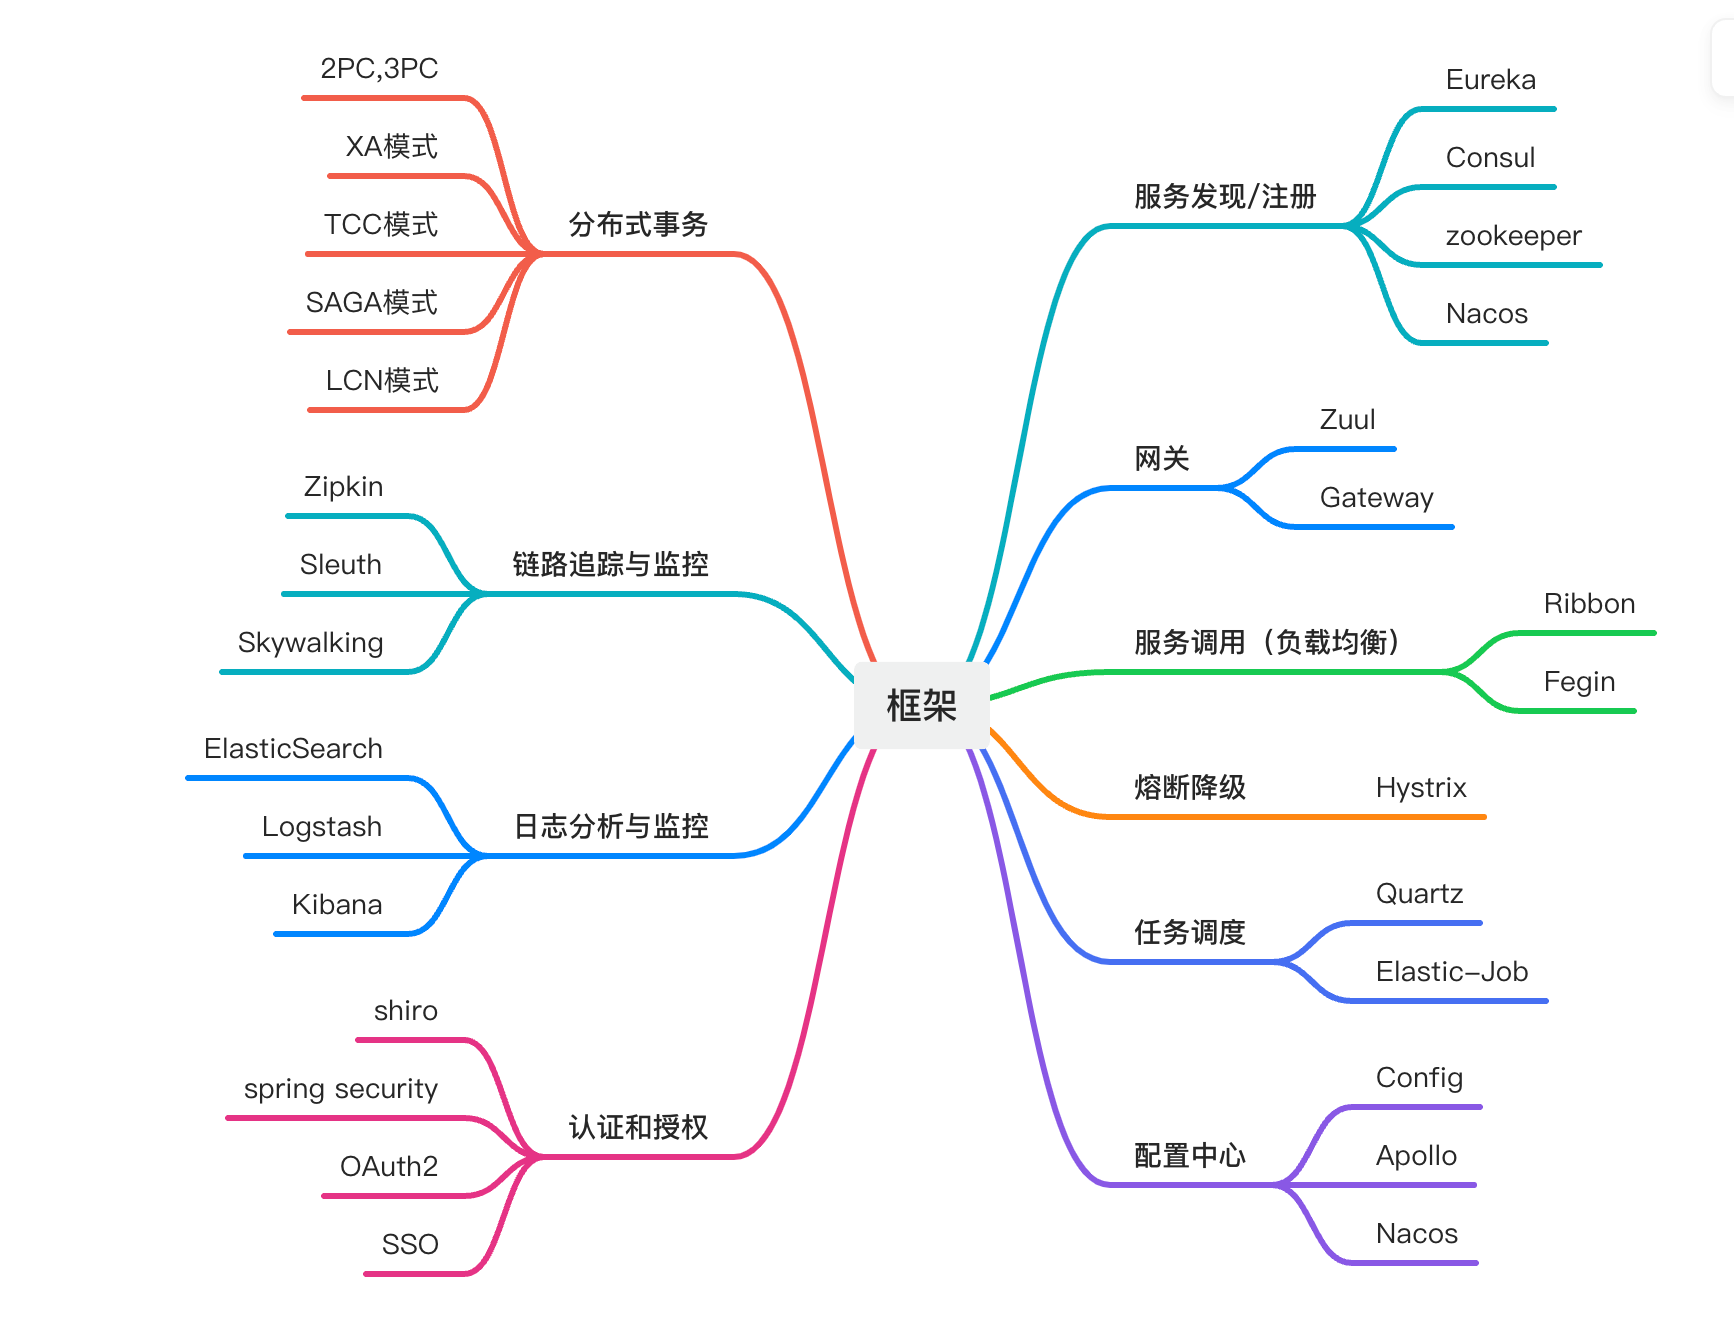 框架
服务发现/注册
Eureka
Consul
zookeeper
Nacos
网关
Zuul
Gateway
服务调用（负载均衡）
Ribbon
Fegin
熔断降级
Hystrix
任务调度
Quartz
Elastic-Job
配置中心
Config
Apollo
Nacos
分布式事务
2PC,3PC
XA模式
TCC模式
SAGA模式
LCN模式
链路追踪与监控
Zipkin
Sleuth
Skywalking
日志分析与监控
ElasticSearch
Logstash
Kibana
认证和授权
shiro
spring security
OAuth2
SSO